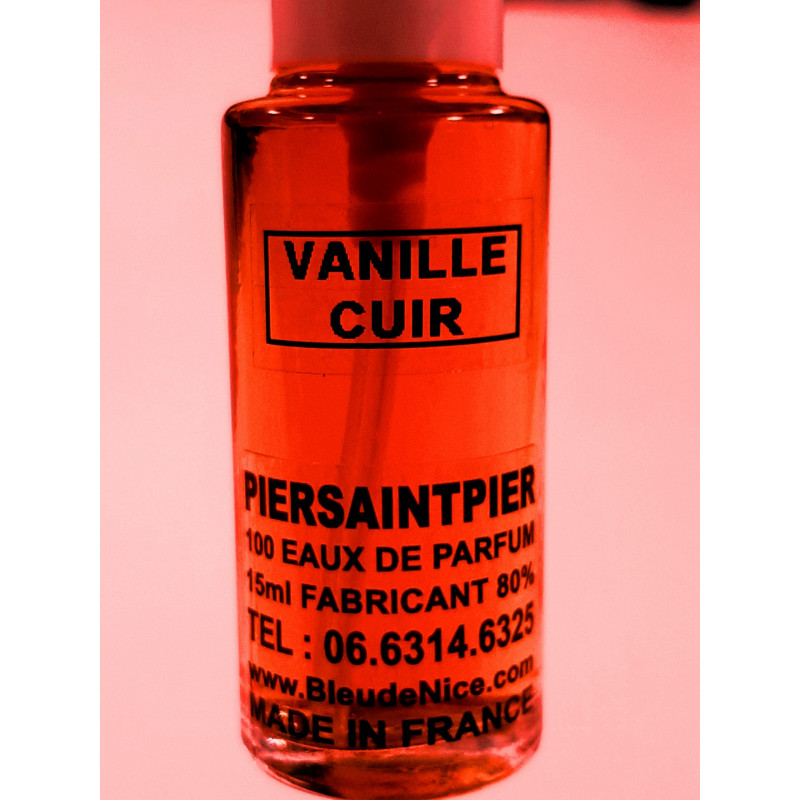 VANILLE
CUIR
PIERSAINTPIER
100 EAUX DE PARFUM
15ml FABRICANT 80%
TEL : 06.6314.6325
www.BleudeNice.com
MADE iN FRANCE